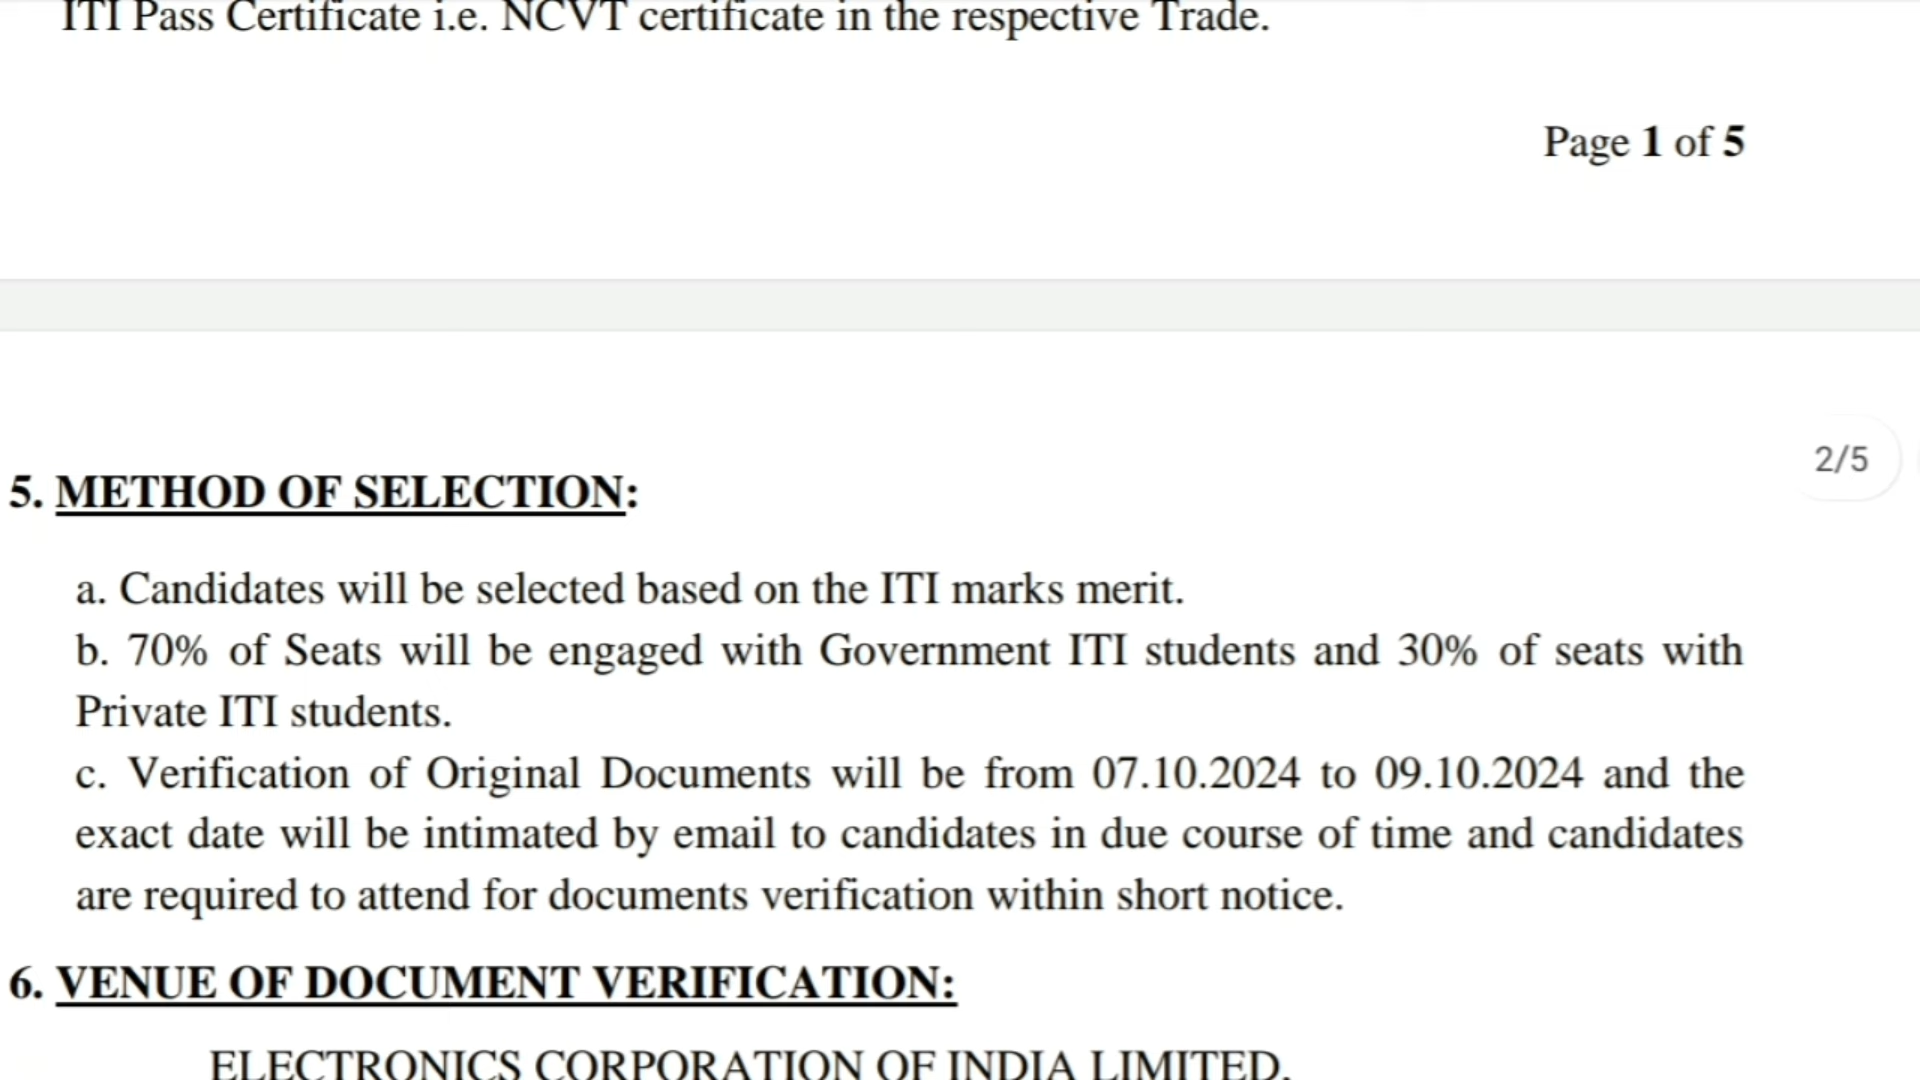 ITI Pass Certificate i.e. NCVT certificate in the respective Trade.
Page 1 of 5
2/5
5. METHOD OF SELECTION:
a. Candidates will be selected based on the ITI marks merit.
b. 70% of Seats will be engaged with Government ITI students and 30% of seats with
Private ITI students.
c. Verification of Original Documents will be from 07.10.2024 to 09.10.2024 and the
exact date will be intimated by email to candidates in due course of time and candidates
are required to attend for documents verification within short notice.
6. VENUE OF DOCUMENT VERIFICATION:
ELECTRONICS CORPORATION OF INDIA LIMITED,